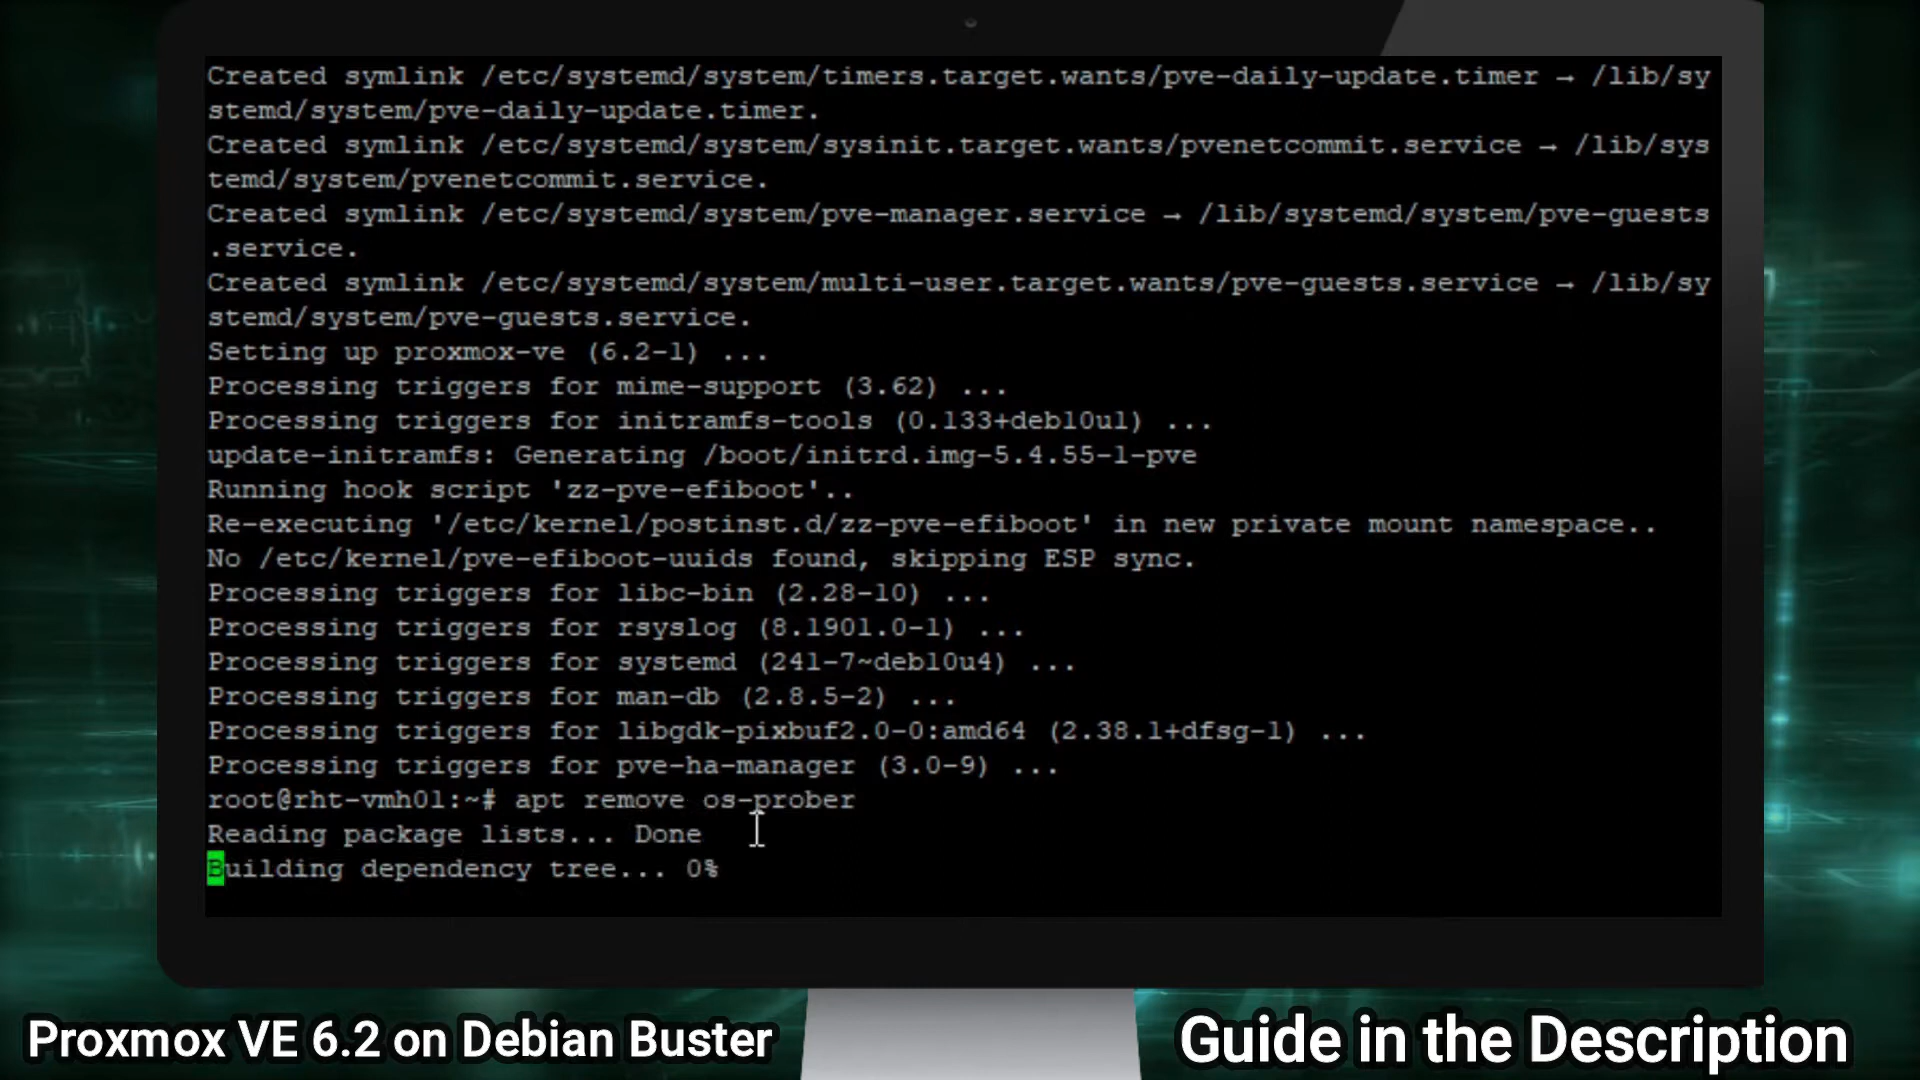 Created symlink /etc/systemd/system/timers.target.wants/pve-daily-update.timer → /lib/sy
stemd/system/pve-daily-update.timer.
Created symlink /etc/systemd/system/sysinit.target.wants/pvenetcommit.service → /lib/sys
temd/system/pvenetcommit.service.
Created symlink /etc/systemd/system/pve-manager.service → /lib/systemd/system/pve-guests
.service.
Created symlink /etc/systemd/system/multi-user.target.wants/pve-guests.service → /lib/sy
stemd/system/pve-guests.service.
Setting up proxmox-ve (6.2-1) ...
Processing triggers for mime-support (3.62) ...
Processing triggers for initramfs-tools (0.133+deb10u1) ...
update-initramfs: Generating /boot/initrd.img-5.4.55-1-pve
Running hook script 'zz-pve-efiboot'..
Re-executing '/etc/kernel/postinst.d/zz-pve-efiboot' in new private mount namespace..
No /etc/kernel/pve-efiboot-uuids found, skipping ESP sync.
Processing triggers for libc-bin (2.28-10) ...
Processing triggers for rsyslog (8.1901.0-1) ...
Processing triggers for systemd (241-7~deb10u4) ...
Processing triggers for man-db (2.8.5-2) ...
Processing triggers for libgdk-pixbuf2.0-0:amd64 (2.38.1+dfsg-1) ...
Processing triggers for pve-ha-manager (3.0-9) ...
root@rht-vmh01:~# apt remove os-prober
Reading package lists... Done
Building dependency tree... 0%
Proxmox VE 6.2 on Debian Buster
Guide in the Description